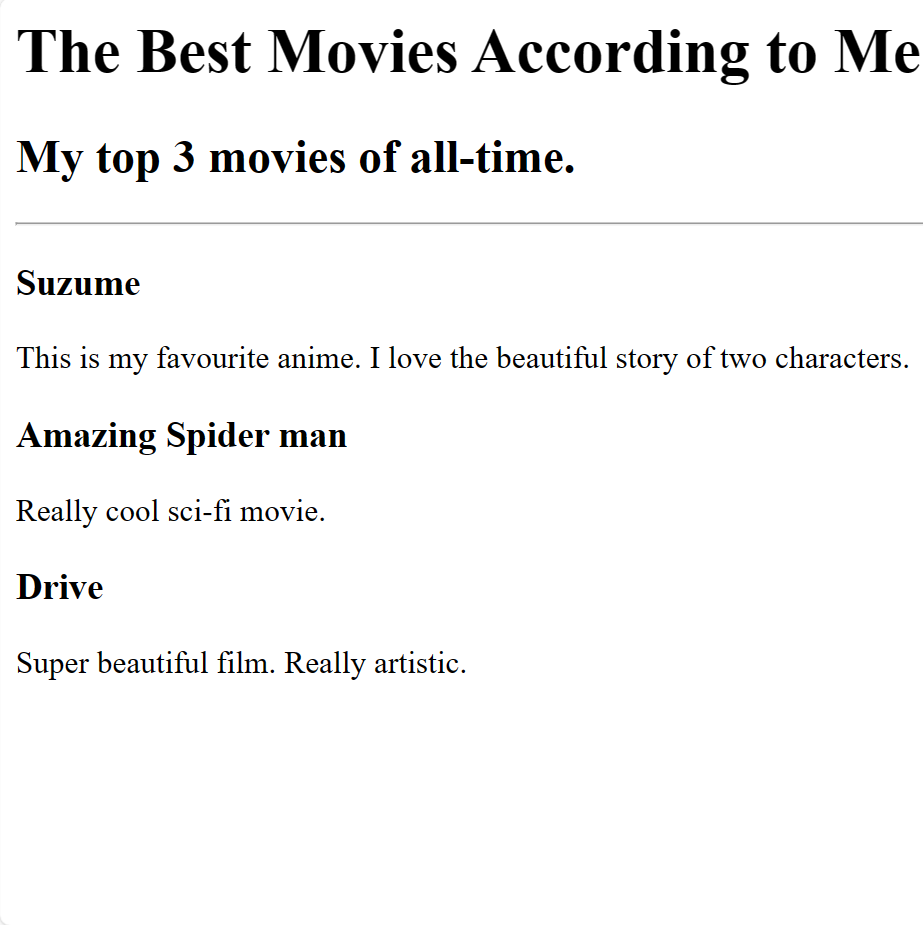 The Best Movies According to Me
My top 3 movies of all-time.
Suzume
This is my favourite anime. I love the beautiful story of two characters.
Amazing Spider man
Really cool sci-fi movie.
Drive
Super beautiful film. Really artistic.